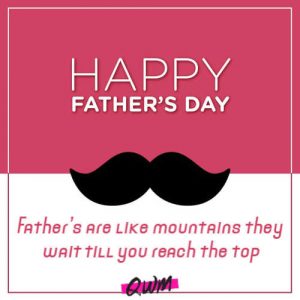 HAPPY
FATHER'S DAY
Father's are like mountains they
wait till you reach the top
QWM